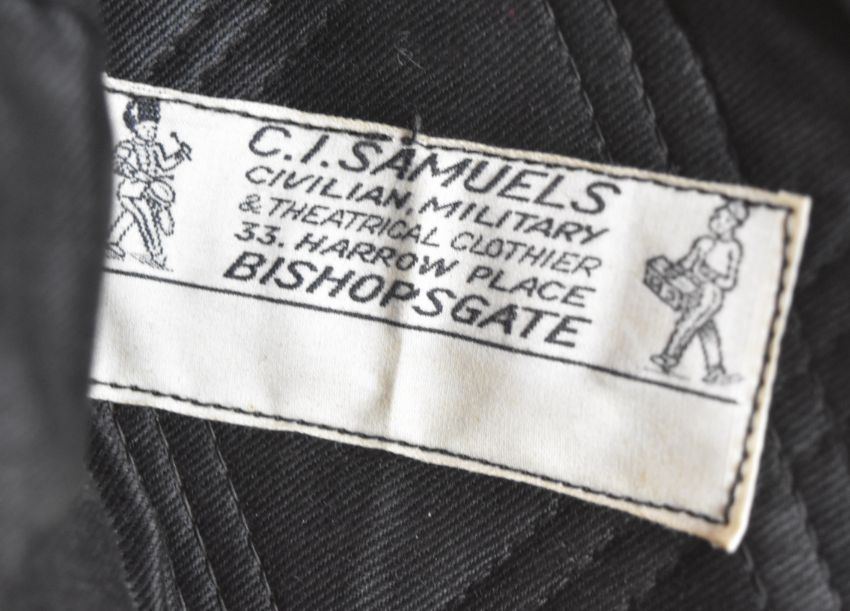 C.I.SAMUELS
CIVILIAN, MILITARY
& THEATRICAL CLOTHIER
33. HARROW PLACE
BISHOPSGATE